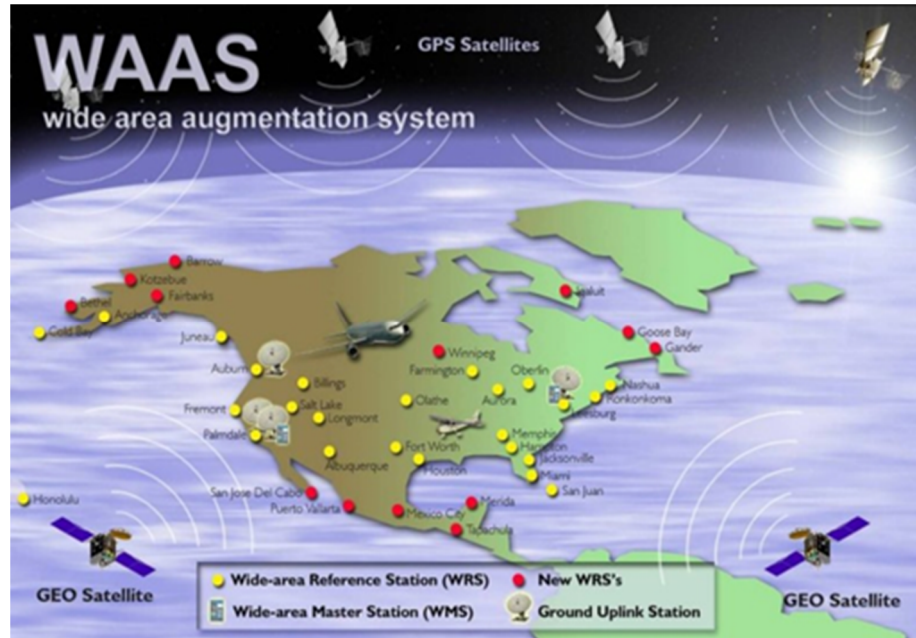 WAAS
GPS Satellites
wide area augmentation system
Barrow
Kotzebue
Fairbanks
Bethel
Anchorage
Cold Bay
Juneau
Iqaluit
Goose Bay
Gander
Winnipeg
Auburn
Farmington
Oberlin
Billings
Nashua
Aurora
Ronkonkoma
Olathe
Leesburg
Fremont
Salt Lake
Longmont
Palmdale
Memphis
Fort Worth
Hampton
Albuquerque
Houston
Jacksonville
Miami
San Juan
Honolulu
San Jose Del Cabo
Puerto Vallarta
Merida
Mexico City
Tapachula
GEO Satellite
GEO Satellite
Wide-area Reference Station (WRS)
New WRS's
Wide-area Master Station (WMS)
Ground Uplink Station